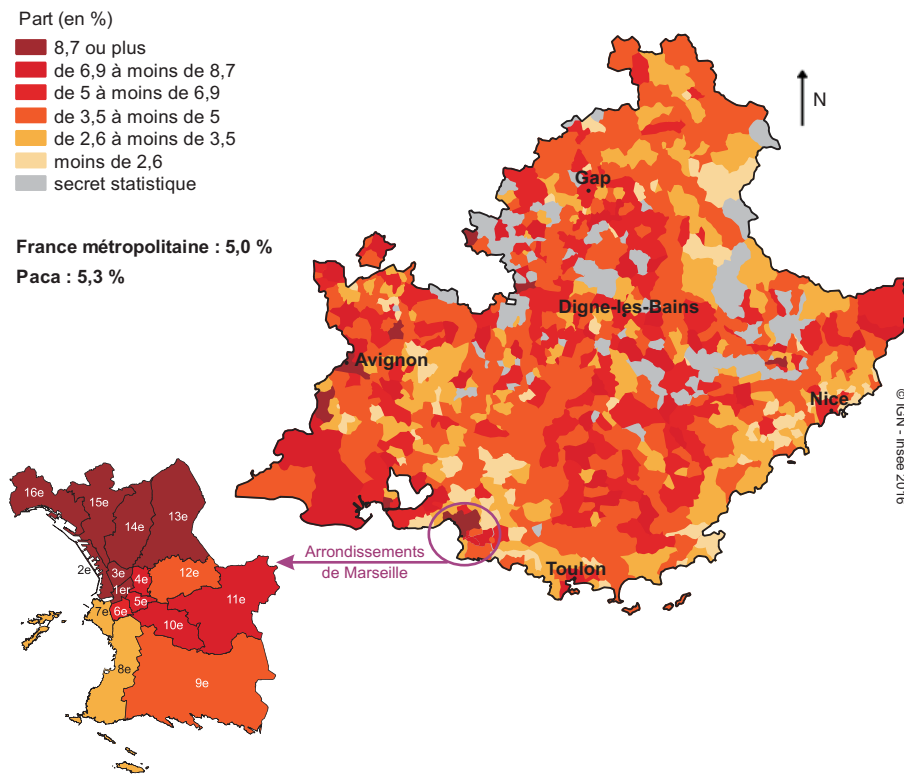 Part (en %)
8,7 ou plus
de 6,9 à moins de 8,7
de 5 à moins de 6,9
de 3,5 à moins de 5
de 2,6 à moins de 3,5
moins de 2,6
secret statistique
France métropolitaine : 5,0 %
Paca : 5,3 %
N
Gap
Digne-les-Bains
Avignon
Nice
Toulon
© IGN - Insee 2016
Arrondissements
de Marseille
16e
15e
14e
13e
2e
3e
4e
12e
1er
5e
11e
7e
6e
10e
8e
9e